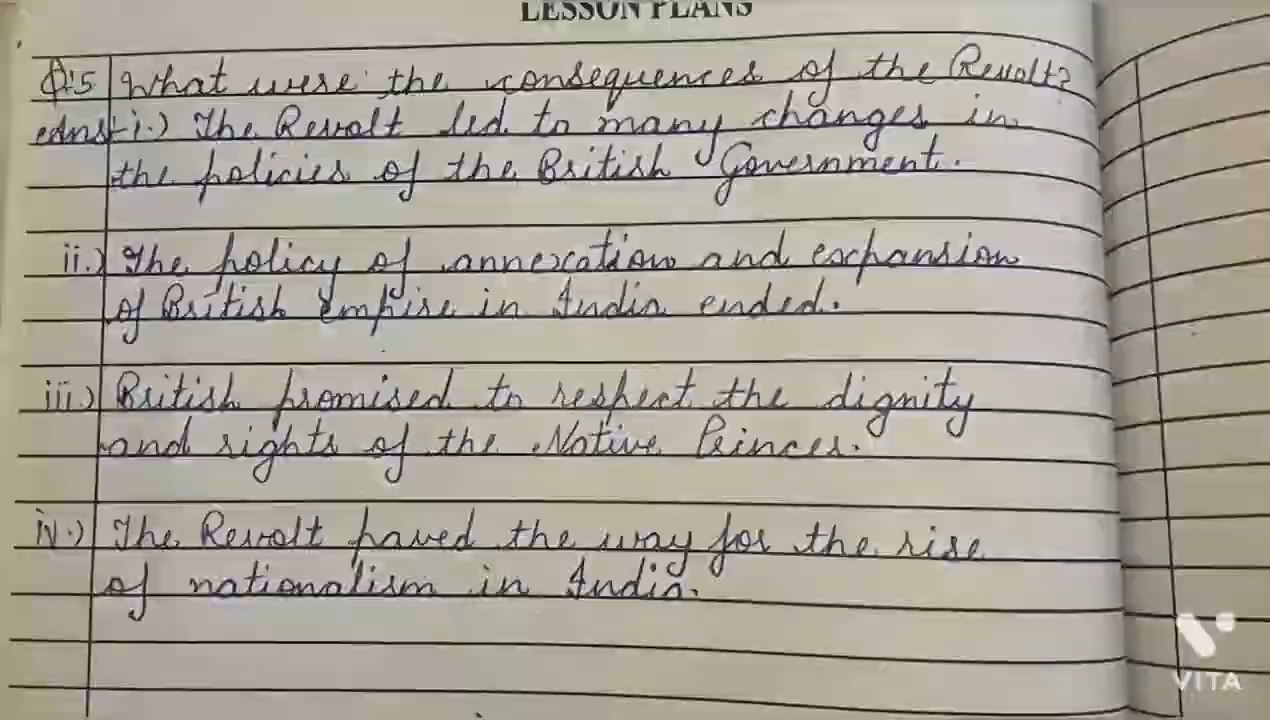 LESSON PLANS
Q.5 What were the consequences of the Revolt?
Ans:- i.) The Revolt led to many changes in
the policies of the British Government.
ii.) The policy of annexation and expansion
of British empire in India ended.
iii.) British promised to respect the dignity
and rights of the Native Princes.
iv.) The Revolt paved the way for the rise
of nationalism in India.
VITA